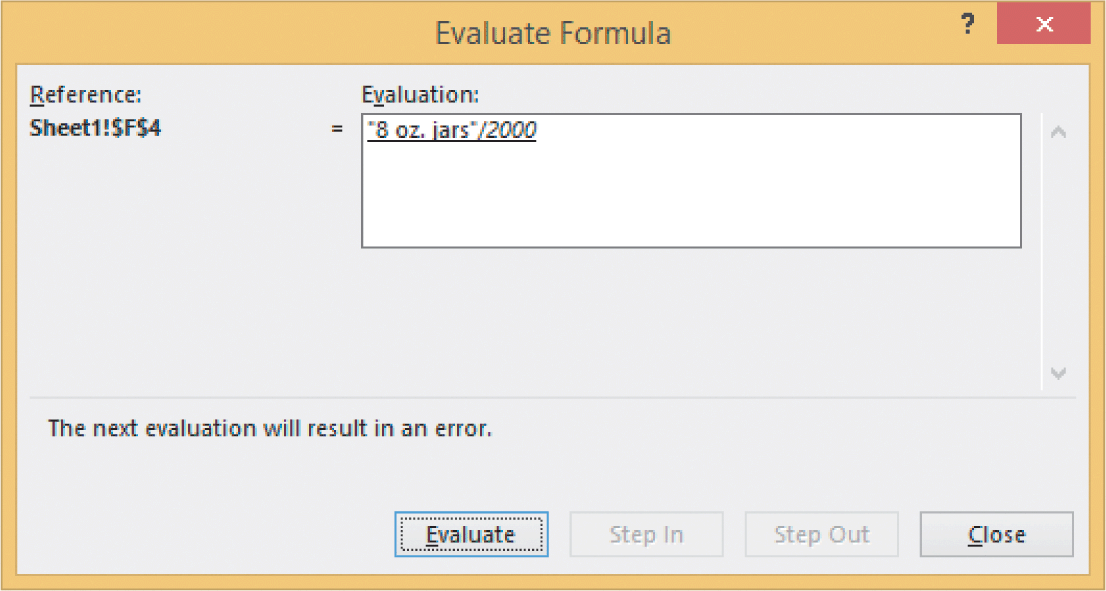 Evaluate Formula
?
Reference: Evaluation:
Sheet1!$F$4 = "8 oz. jars"/2000
The next evaluation will result in an error.
Evaluate Step In Step Out Close